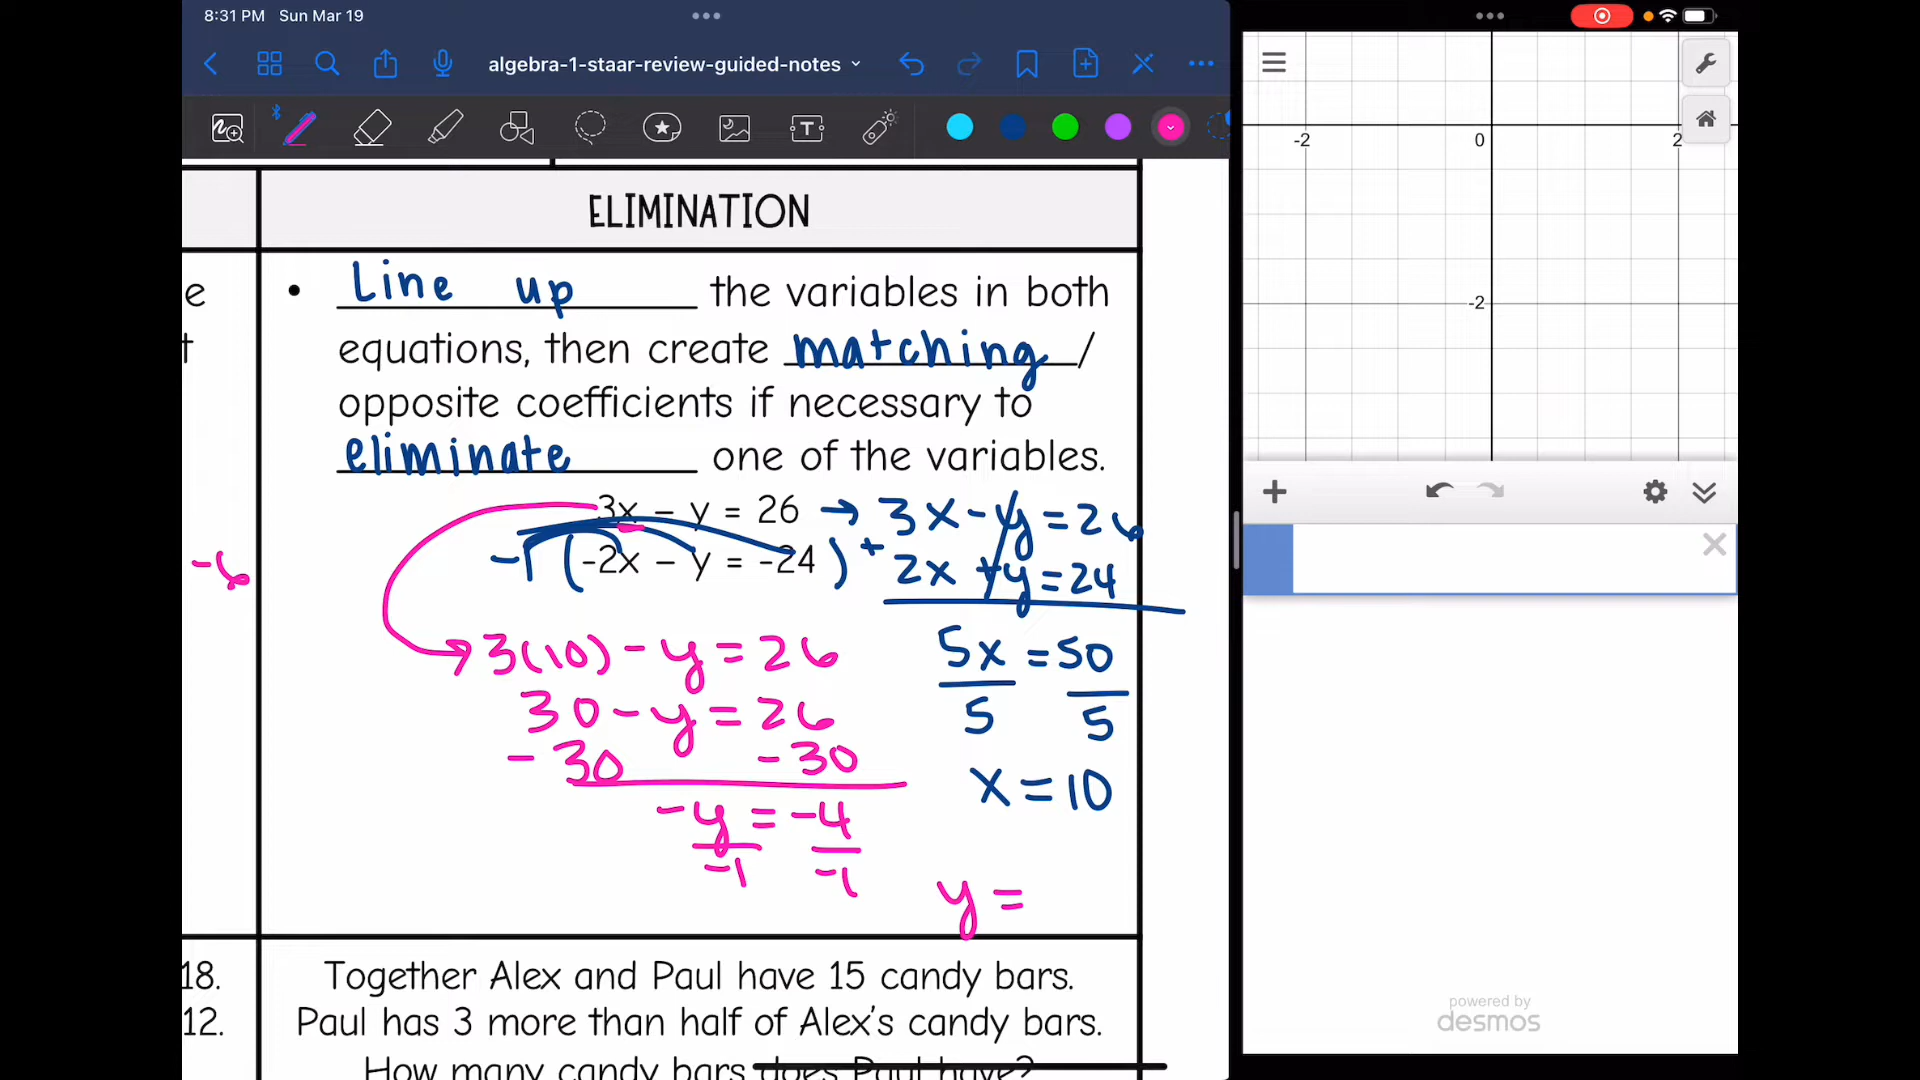 8:31 PM Sun Mar 19
algebra-1-staar-review-guided-notes
T
ELIMINATION
e
t
-6
• Line up the variables in both
equations, then create matching/
opposite coefficients if necessary to
eliminate one of the variables.
3x - y = 26 → 3x - y = 26
-1(-2x - y = -24) + 2x + y = 24
5x = 50
5 5
x = 10
3(10) - y = 26
30 - y = 26
-30 -30
-y = -4
-1 -1
y =
18.
12.
Together Alex and Paul have 15 candy bars.
Paul has 3 more than half of Alex's candy bars.
How many candy bars does Paul have?
-2 0 2
-2
powered by
desmos